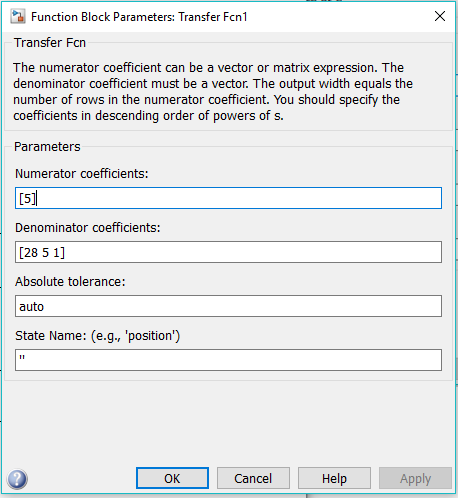 Function Block Parameters: Transfer Fcn1
Transfer Fcn
The numerator coefficient can be a vector or matrix expression. The
denominator coefficient must be a vector. The output width equals the
number of rows in the numerator coefficient. You should specify the
coefficients in descending order of powers of s.
Parameters
Numerator coefficients:
[5]
Denominator coefficients:
[28 5 1]
Absolute tolerance:
auto
State Name: (e.g., 'position')
''
OK Cancel Help Apply